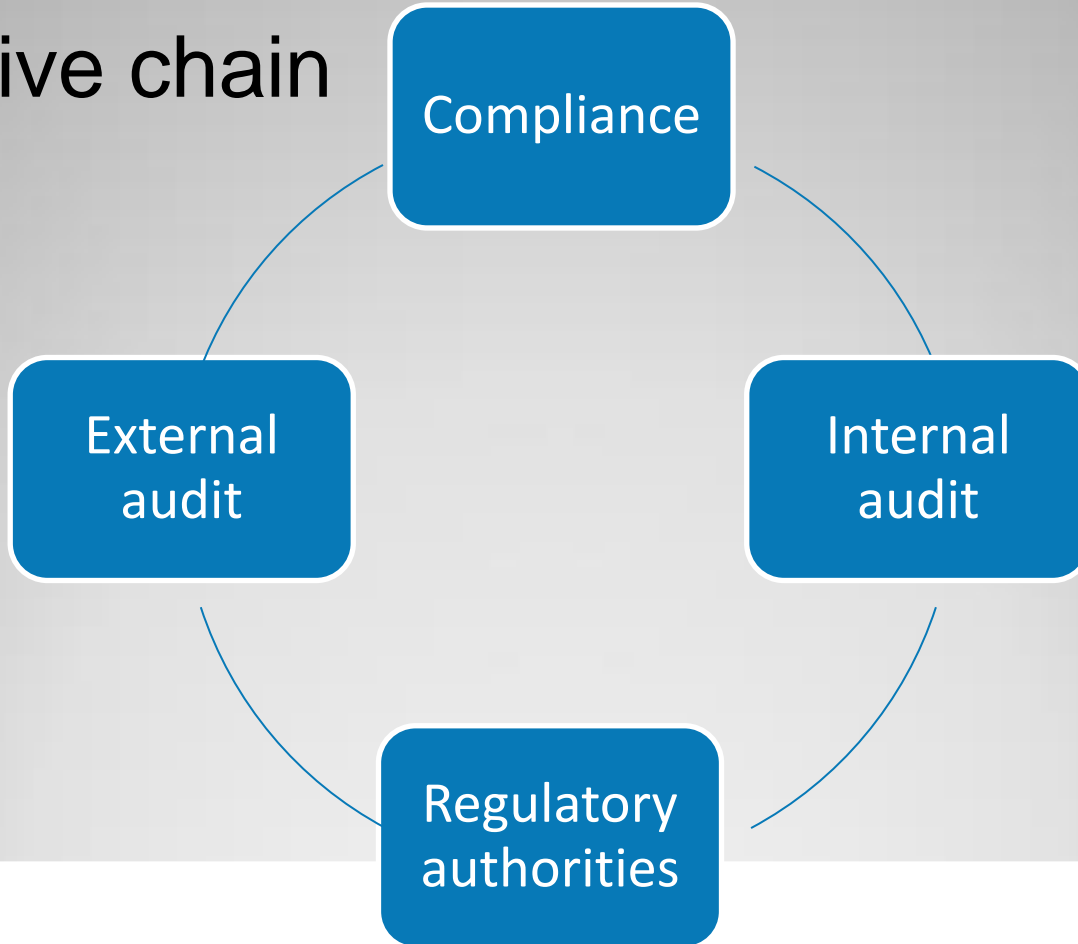 ive chain
Compliance
External
audit
Internal
audit
Regulatory
authorities